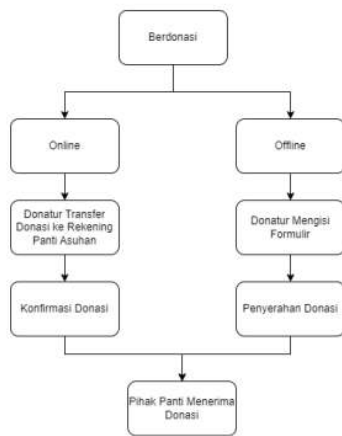 Berdonasi
Online
Offline
Donatur Transfer
Donasi ke Rekening
Panti Asuhan
Donatur Mengisi
Formulir
Konfirmasi Donasi
Penyerahan Donasi
Pihak Panti Menerima
Donasi